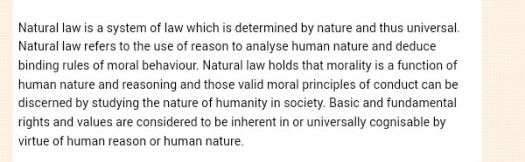 Natural law is a system of law which is determined by nature and thus universal.
Natural law refers to the use of reason to analyse human nature and deduce
binding rules of moral behaviour. Natural law holds that morality is a function of
human nature and reasoning and those valid moral principles of conduct can be
discerned by studying the nature of humanity in society. Basic and fundamental
rights and values are considered to be inherent in or universally cognisable by
virtue of human reason or human nature.